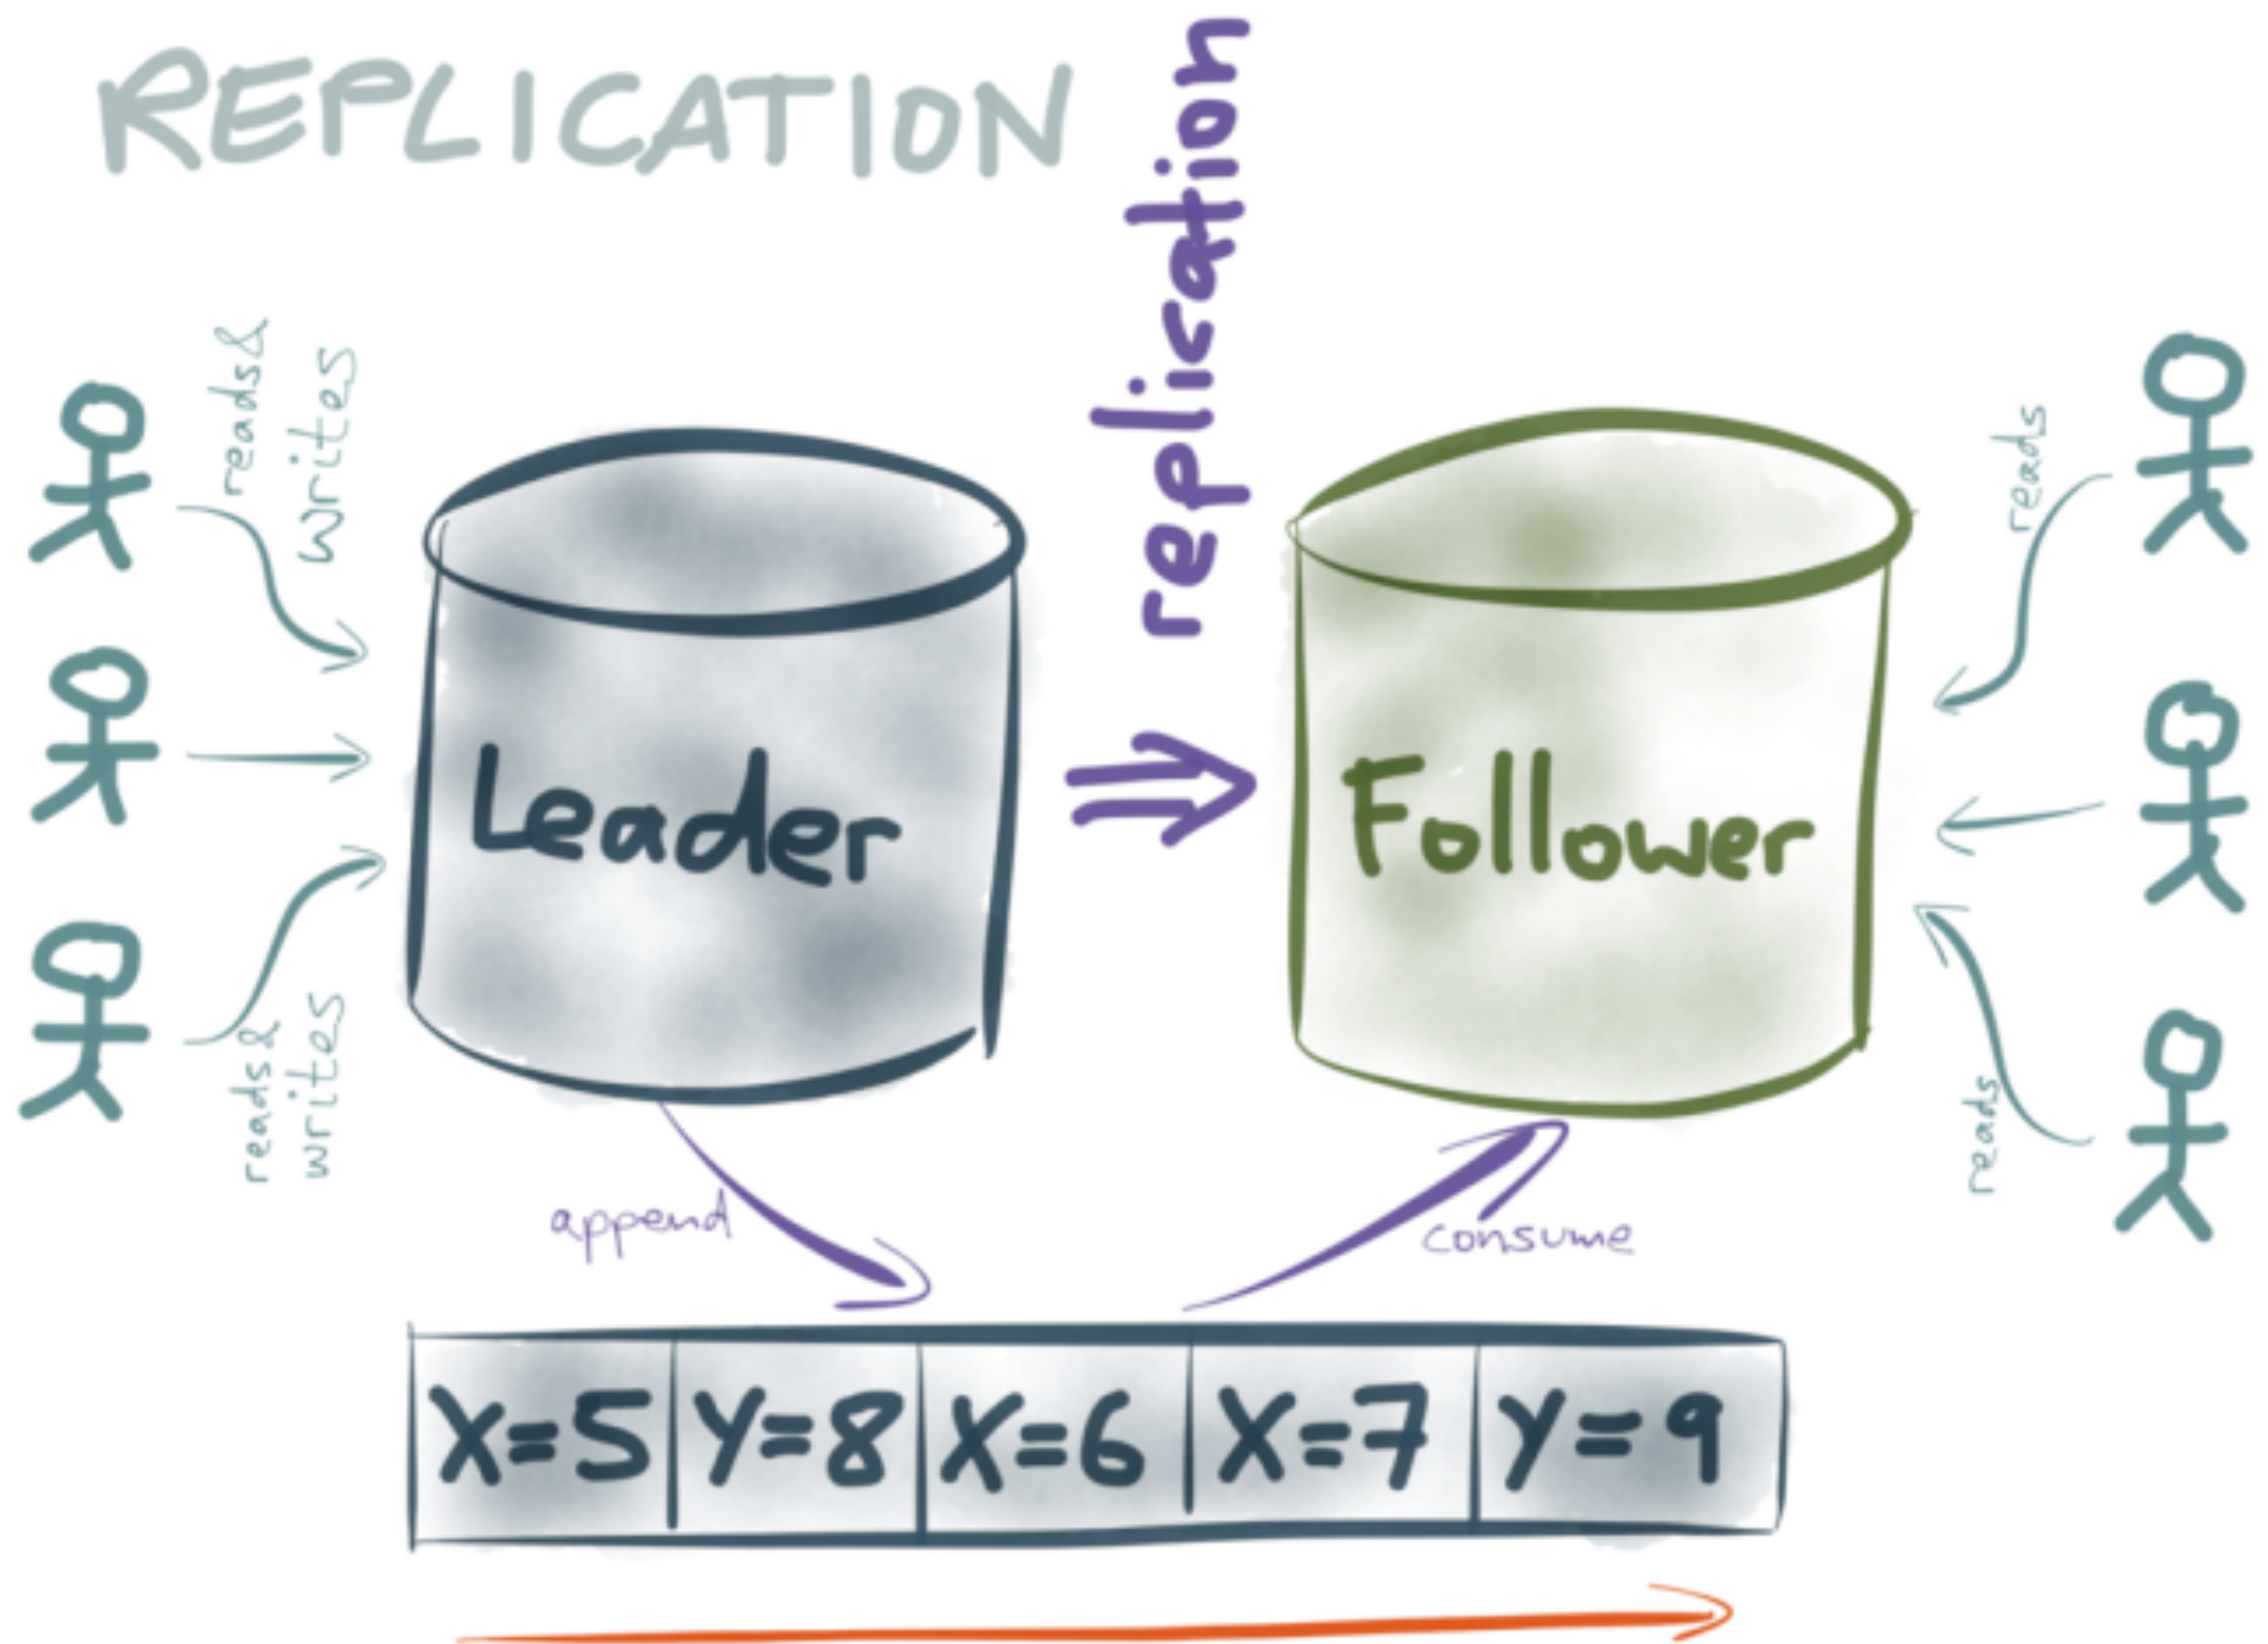 REPLICATION
replication
reads &
writes
reads
Leader
Follower
reads &
writes
reads
append
consume
X=5 Y=8 X=6 X=7 Y=9